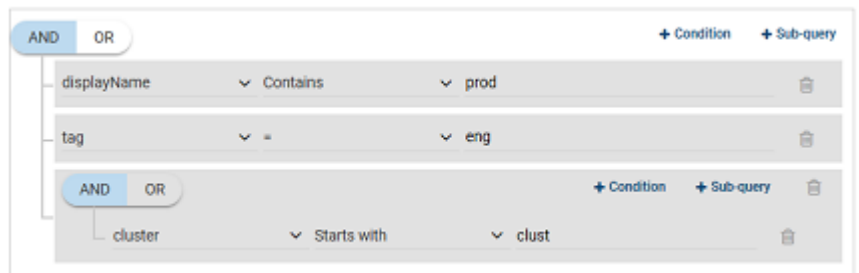 AND OR + Condition + Sub-query
displayName Contains prod
tag = eng
AND OR + Condition + Sub-query
cluster Starts with clust